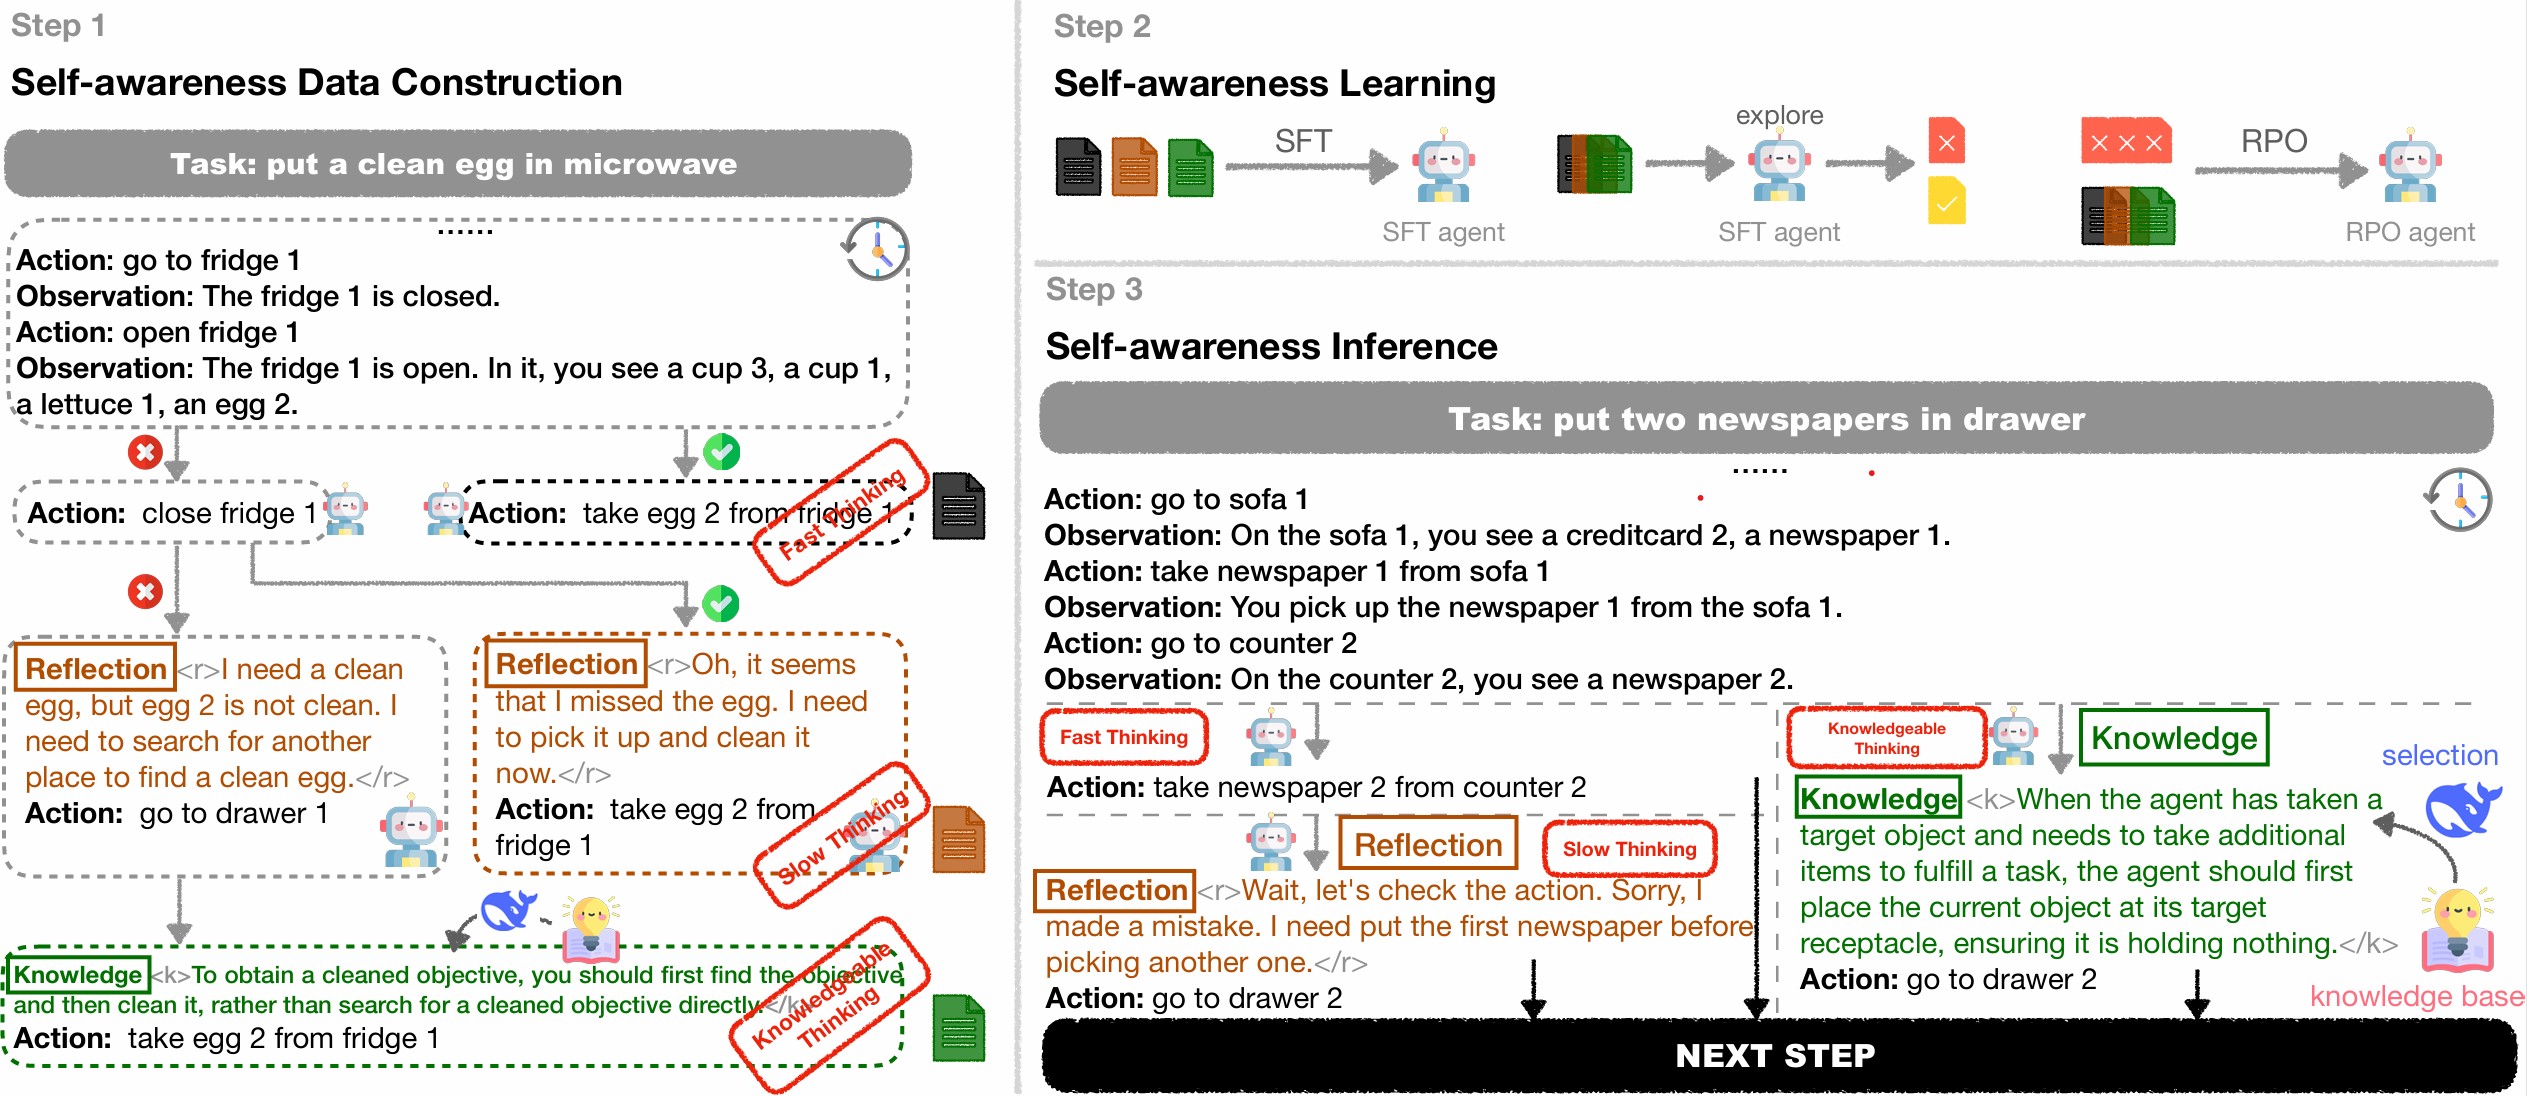 Step 1
Self-awareness Data Construction
Task: put a clean egg in microwave
......
Action: go to fridge 1
Observation: The fridge 1 is closed.
Action: open fridge 1
Observation: The fridge 1 is open. In it, you see a cup 3, a cup 1,
a lettuce 1, an egg 2.
Action: close fridge 1
Action: take egg 2 from fridge 1
Fast Thinking
Reflection <r>I need a clean
egg, but egg 2 is not clean. I
need to search for another
place to find a clean egg.</r>
Action: go to drawer 1
Reflection <r>Oh, it seems
that I missed the egg. I need
to pick it up and clean it
now.</r>
Action: take egg 2 from
fridge 1
Slow Thinking
Knowledge <k>To obtain a cleaned objective, you should first find the objective
and then clean it, rather than search for a cleaned objective directly.</k>
Action: take egg 2 from fridge 1
Knowledgeable
Thinking
Step 2
Self-awareness Learning
SFT
SFT agent
explore
SFT agent
RPO
RPO agent
Step 3
Self-awareness Inference
Task: put two newspapers in drawer
......
Action: go to sofa 1
Observation: On the sofa 1, you see a creditcard 2, a newspaper 1.
Action: take newspaper 1 from sofa 1
Observation: You pick up the newspaper 1 from the sofa 1.
Action: go to counter 2
Observation: On the counter 2, you see a newspaper 2.
Fast Thinking
Action: take newspaper 2 from counter 2
Reflection
Slow Thinking
Reflection <r>Wait, let's check the action. Sorry, I
made a mistake. I need put the first newspaper before
picking another one.</r>
Action: go to drawer 2
Knowledgeable
Thinking
Knowledge
selection
Knowledge <k>When the agent has taken a
target object and needs to take additional
items to fulfill a task, the agent should first
place the current object at its target
receptacle, ensuring it is holding nothing.</k>
Action: go to drawer 2
knowledge base
NEXT STEP